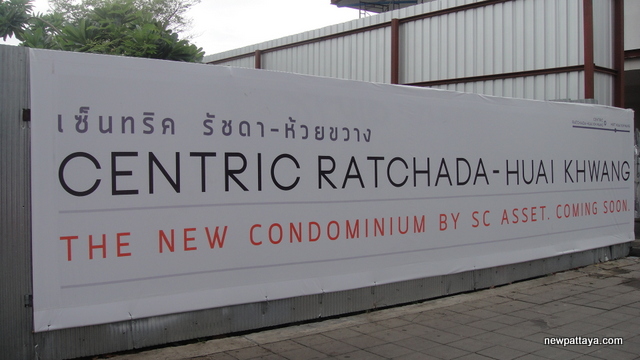 เซ็นทริค รัชดา-ห้วยขวาง
CENTRIC RATCHADA-HUAI KHWANG
THE NEW CONDOMINIUM BY SC ASSET. COMING SOON.
newpattaya.com